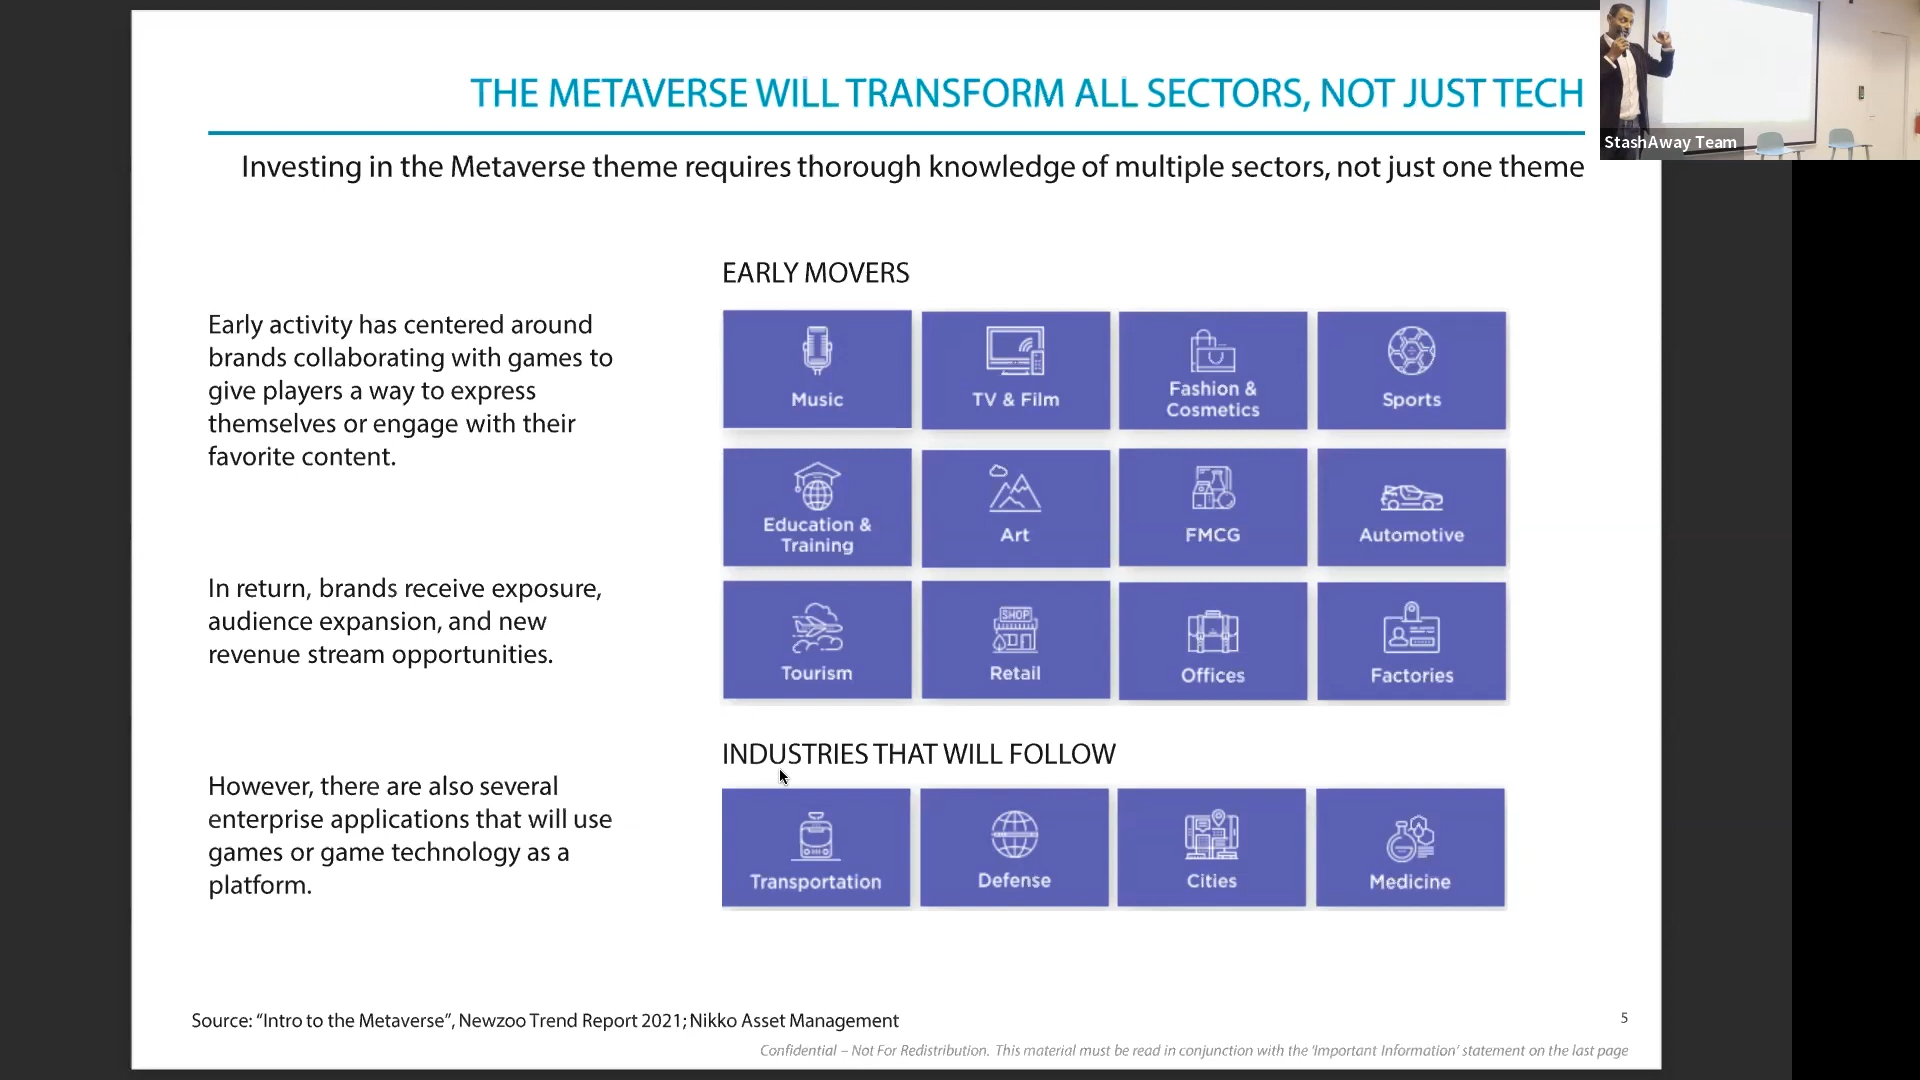 THE METAVERSE WILL TRANSFORM ALL SECTORS, NOT JUST TECH
Investing in the Metaverse theme requires thorough knowledge of multiple sectors, not just one theme
StashAway Team
Early activity has centered around
brands collaborating with games to
give players a way to express
themselves or engage with their
favorite content.
In return, brands receive exposure,
audience expansion, and new
revenue stream opportunities.
However, there are also several
enterprise applications that will use
games or game technology as a
platform.
EARLY MOVERS
Music
TV & Film
Fashion &
Cosmetics
Sports
Education &
Training
Art
FMCG
Automotive
Tourism
SHOP
Retail
Offices
Factories
INDUSTRIES THAT WILL FOLLOW
Transportation
Defense
Cities
Medicine
Source: “Intro to the Metaverse”, Newzoo Trend Report 2021; Nikko Asset Management
5
Confidential – Not For Redistribution. This material must be read in conjunction with the ‘Important Information’ statement on the last page